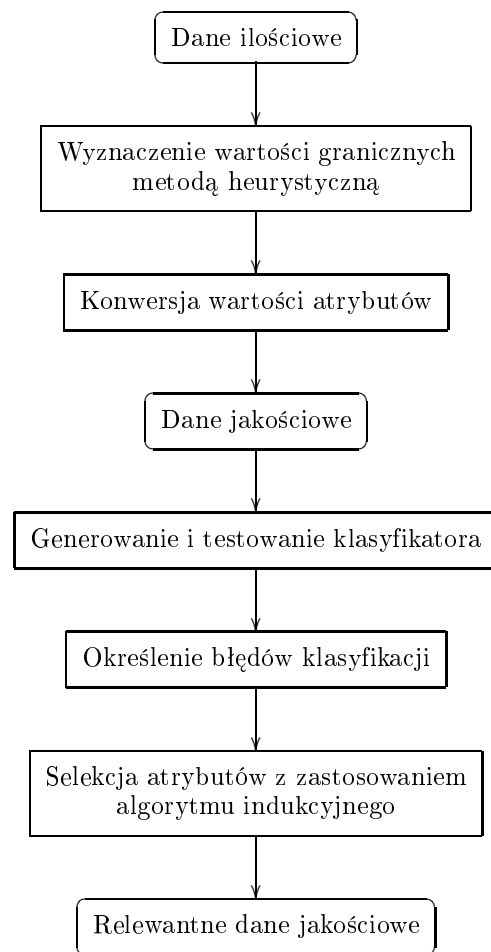 Dane ilościowe
Wyznaczenie wartości granicznych
metodą heurystyczną
Konwersja wartości atrybutów
Dane jakościowe
Generowanie i testowanie klasyfikatora
Określenie błędów klasyfikacji
Selekcja atrybutów z zastosowaniem
algorytmu indukcyjnego
Relewantne dane jakościowe